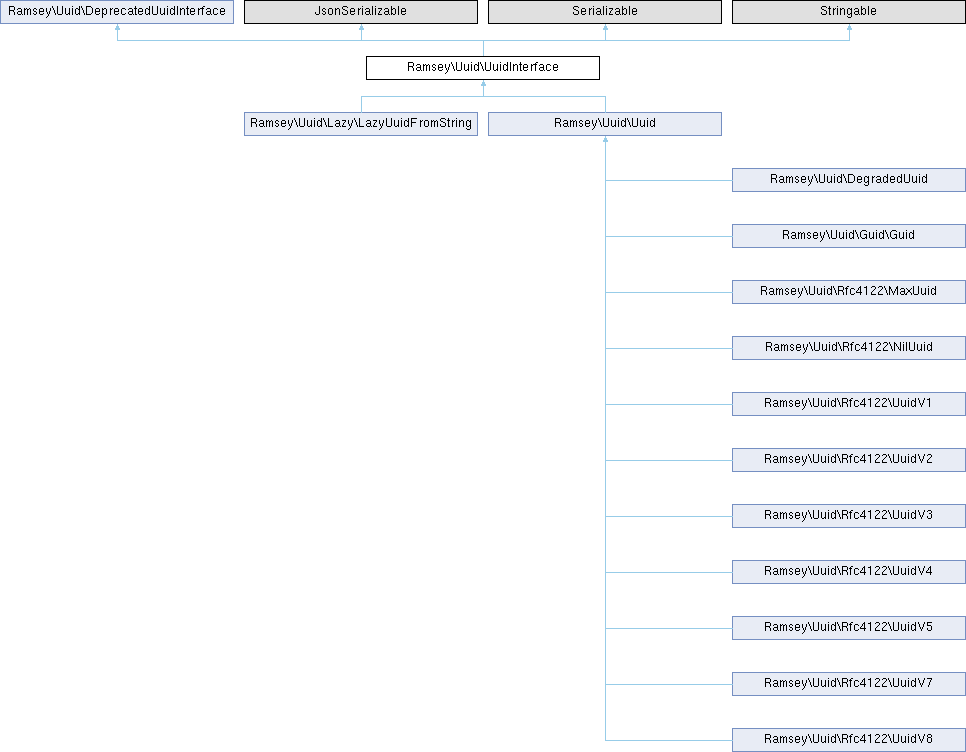 Ramsey\Uuid\DeprecatedUuidInterface
JsonSerializable
Serializable
Stringable
Ramsey\Uuid\UuidInterface
Ramsey\Uuid\Lazy\LazyUuidFromString
Ramsey\Uuid\Uuid
Ramsey\Uuid\DegradedUuid
Ramsey\Uuid\Guid\Guid
Ramsey\Uuid\Rfc4122\MaxUuid
Ramsey\Uuid\Rfc4122\NilUuid
Ramsey\Uuid\Rfc4122\UuidV1
Ramsey\Uuid\Rfc4122\UuidV2
Ramsey\Uuid\Rfc4122\UuidV3
Ramsey\Uuid\Rfc4122\UuidV4
Ramsey\Uuid\Rfc4122\UuidV5
Ramsey\Uuid\Rfc4122\UuidV7
Ramsey\Uuid\Rfc4122\UuidV8